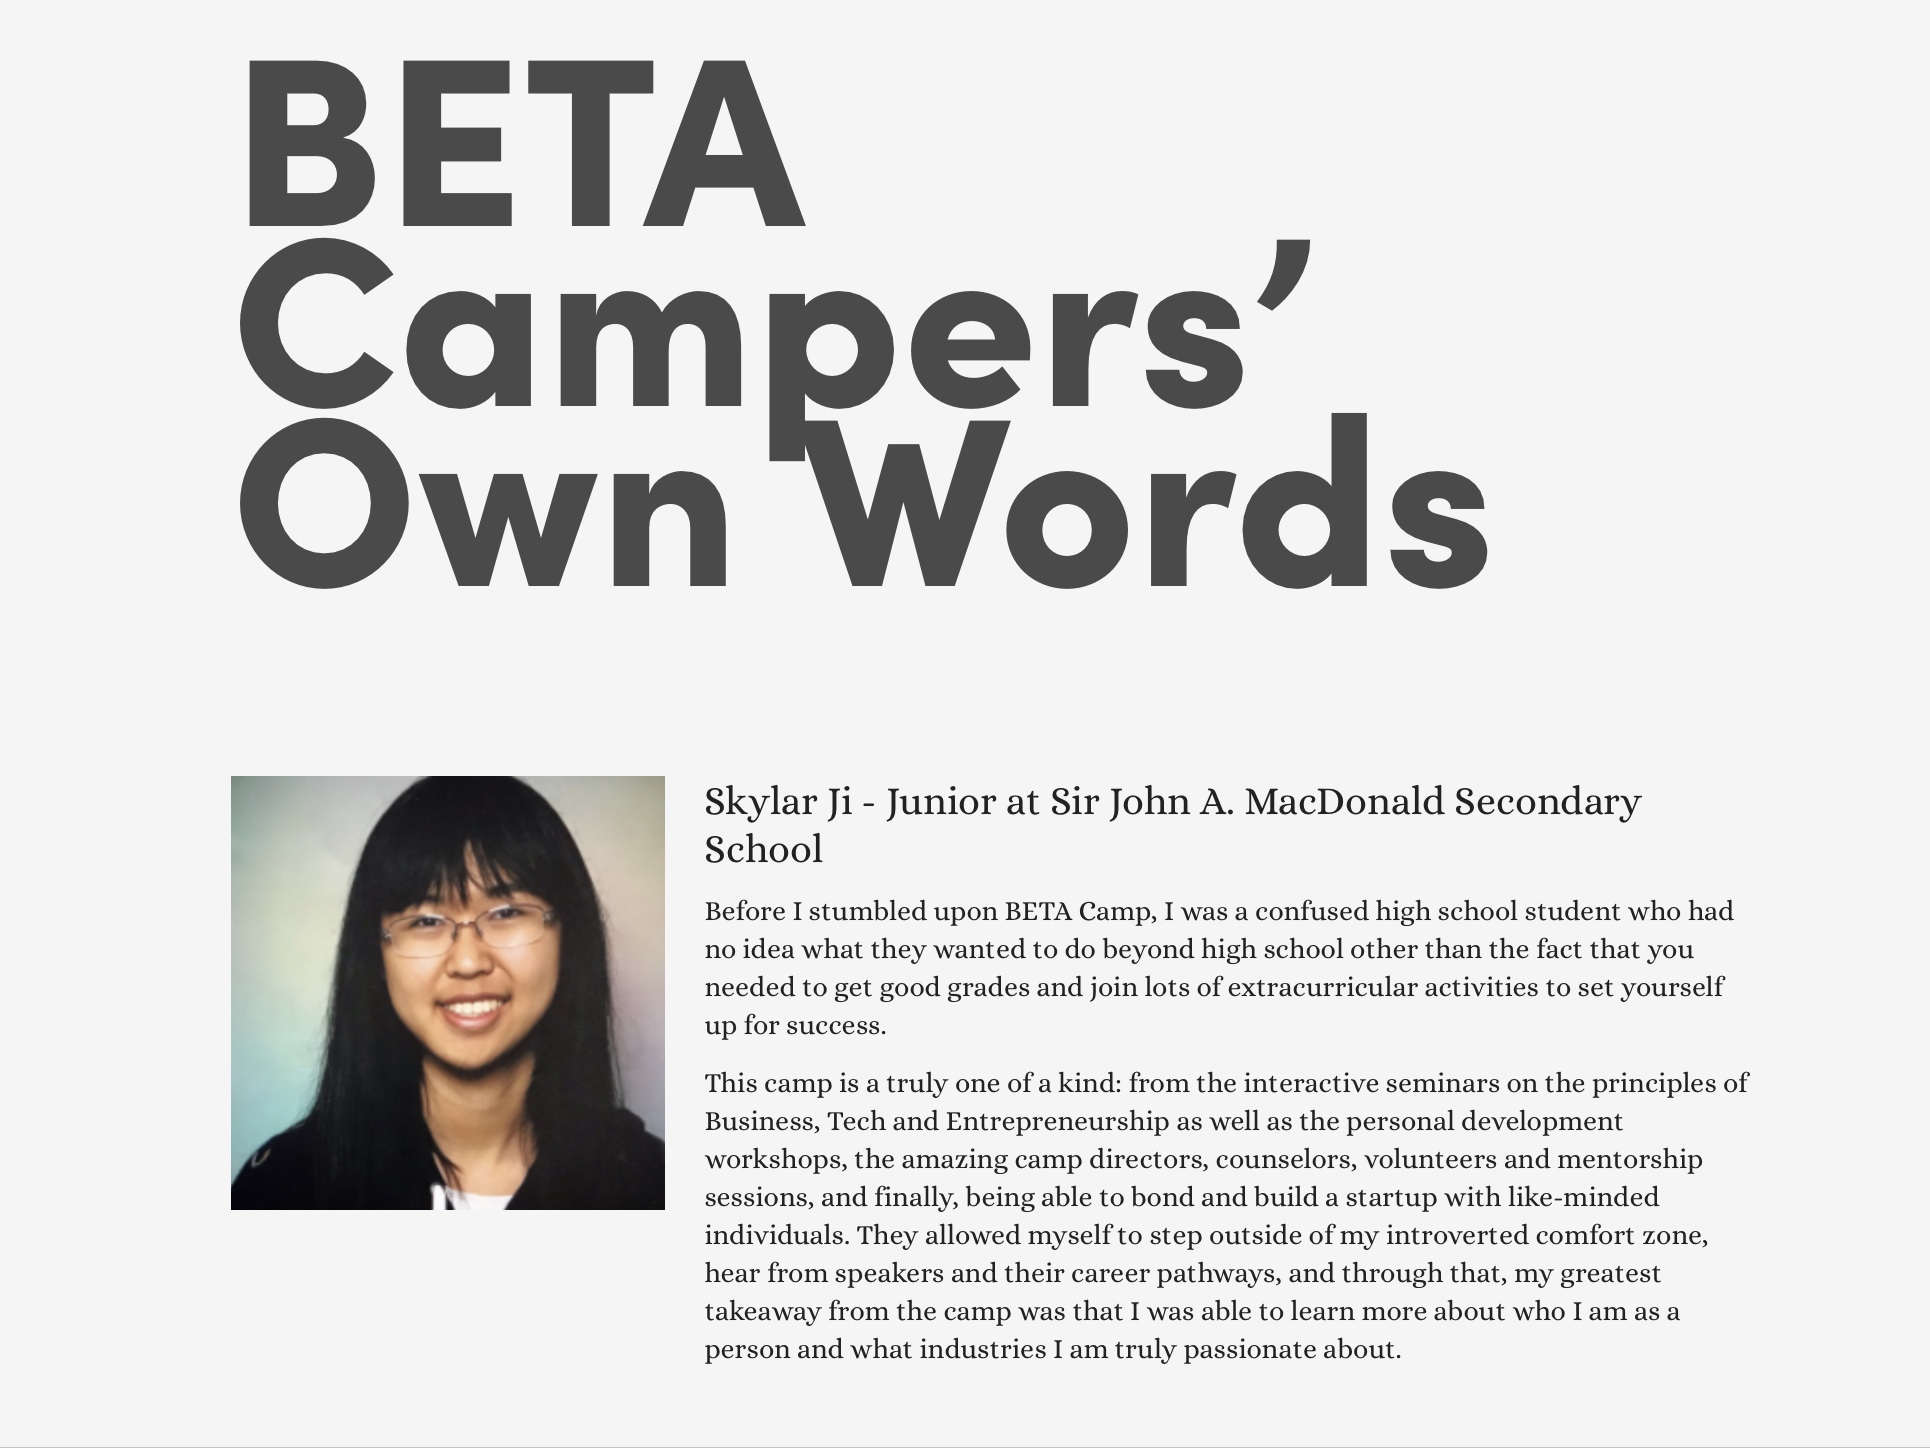 BETA
Campers’
Own Words
Skylar Ji - Junior at Sir John A. MacDonald Secondary
School
Before I stumbled upon BETA Camp, I was a confused high school student who had
no idea what they wanted to do beyond high school other than the fact that you
needed to get good grades and join lots of extracurricular activities to set yourself
up for success.
This camp is a truly one of a kind: from the interactive seminars on the principles of
Business, Tech and Entrepreneurship as well as the personal development
workshops, the amazing camp directors, counselors, volunteers and mentorship
sessions, and finally, being able to bond and build a startup with like-minded
individuals. They allowed myself to step outside of my introverted comfort zone,
hear from speakers and their career pathways, and through that, my greatest
takeaway from the camp was that I was able to learn more about who I am as a
person and what industries I am truly passionate about.